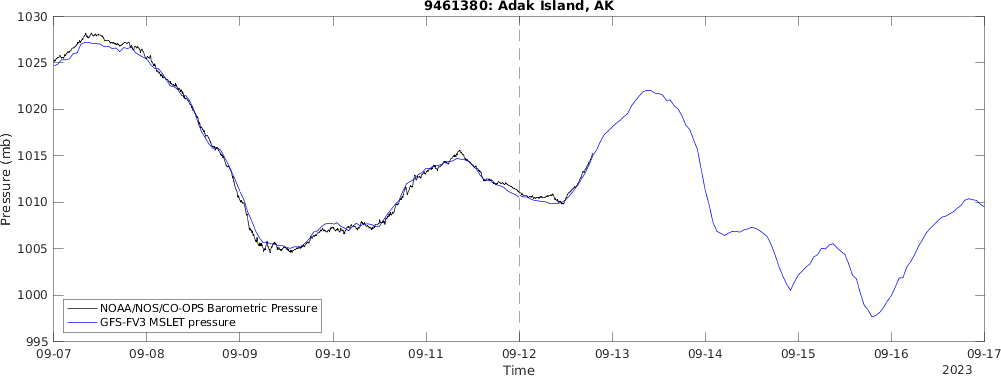 9461380: Adak Island, AK
Pressure (mb)
1030
1025
1020
1015
1010
1005
1000
995
NOAA/NOS/CO-OPS Barometric Pressure
GFS-FV3 MSLET pressure
09-07 09-08 09-09 09-10 09-11 09-12 09-13 09-14 09-15 09-16 09-17
Time
2023